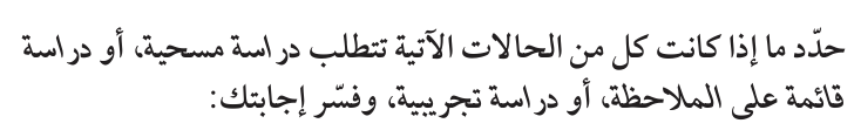 حدّد ما إذا كانت كل من الحالات الآتية تتطلب دراسة مسحية، أو دراسة
قائمة على الملاحظة، أو دراسة تجريبية، وفسّر إجابتك: